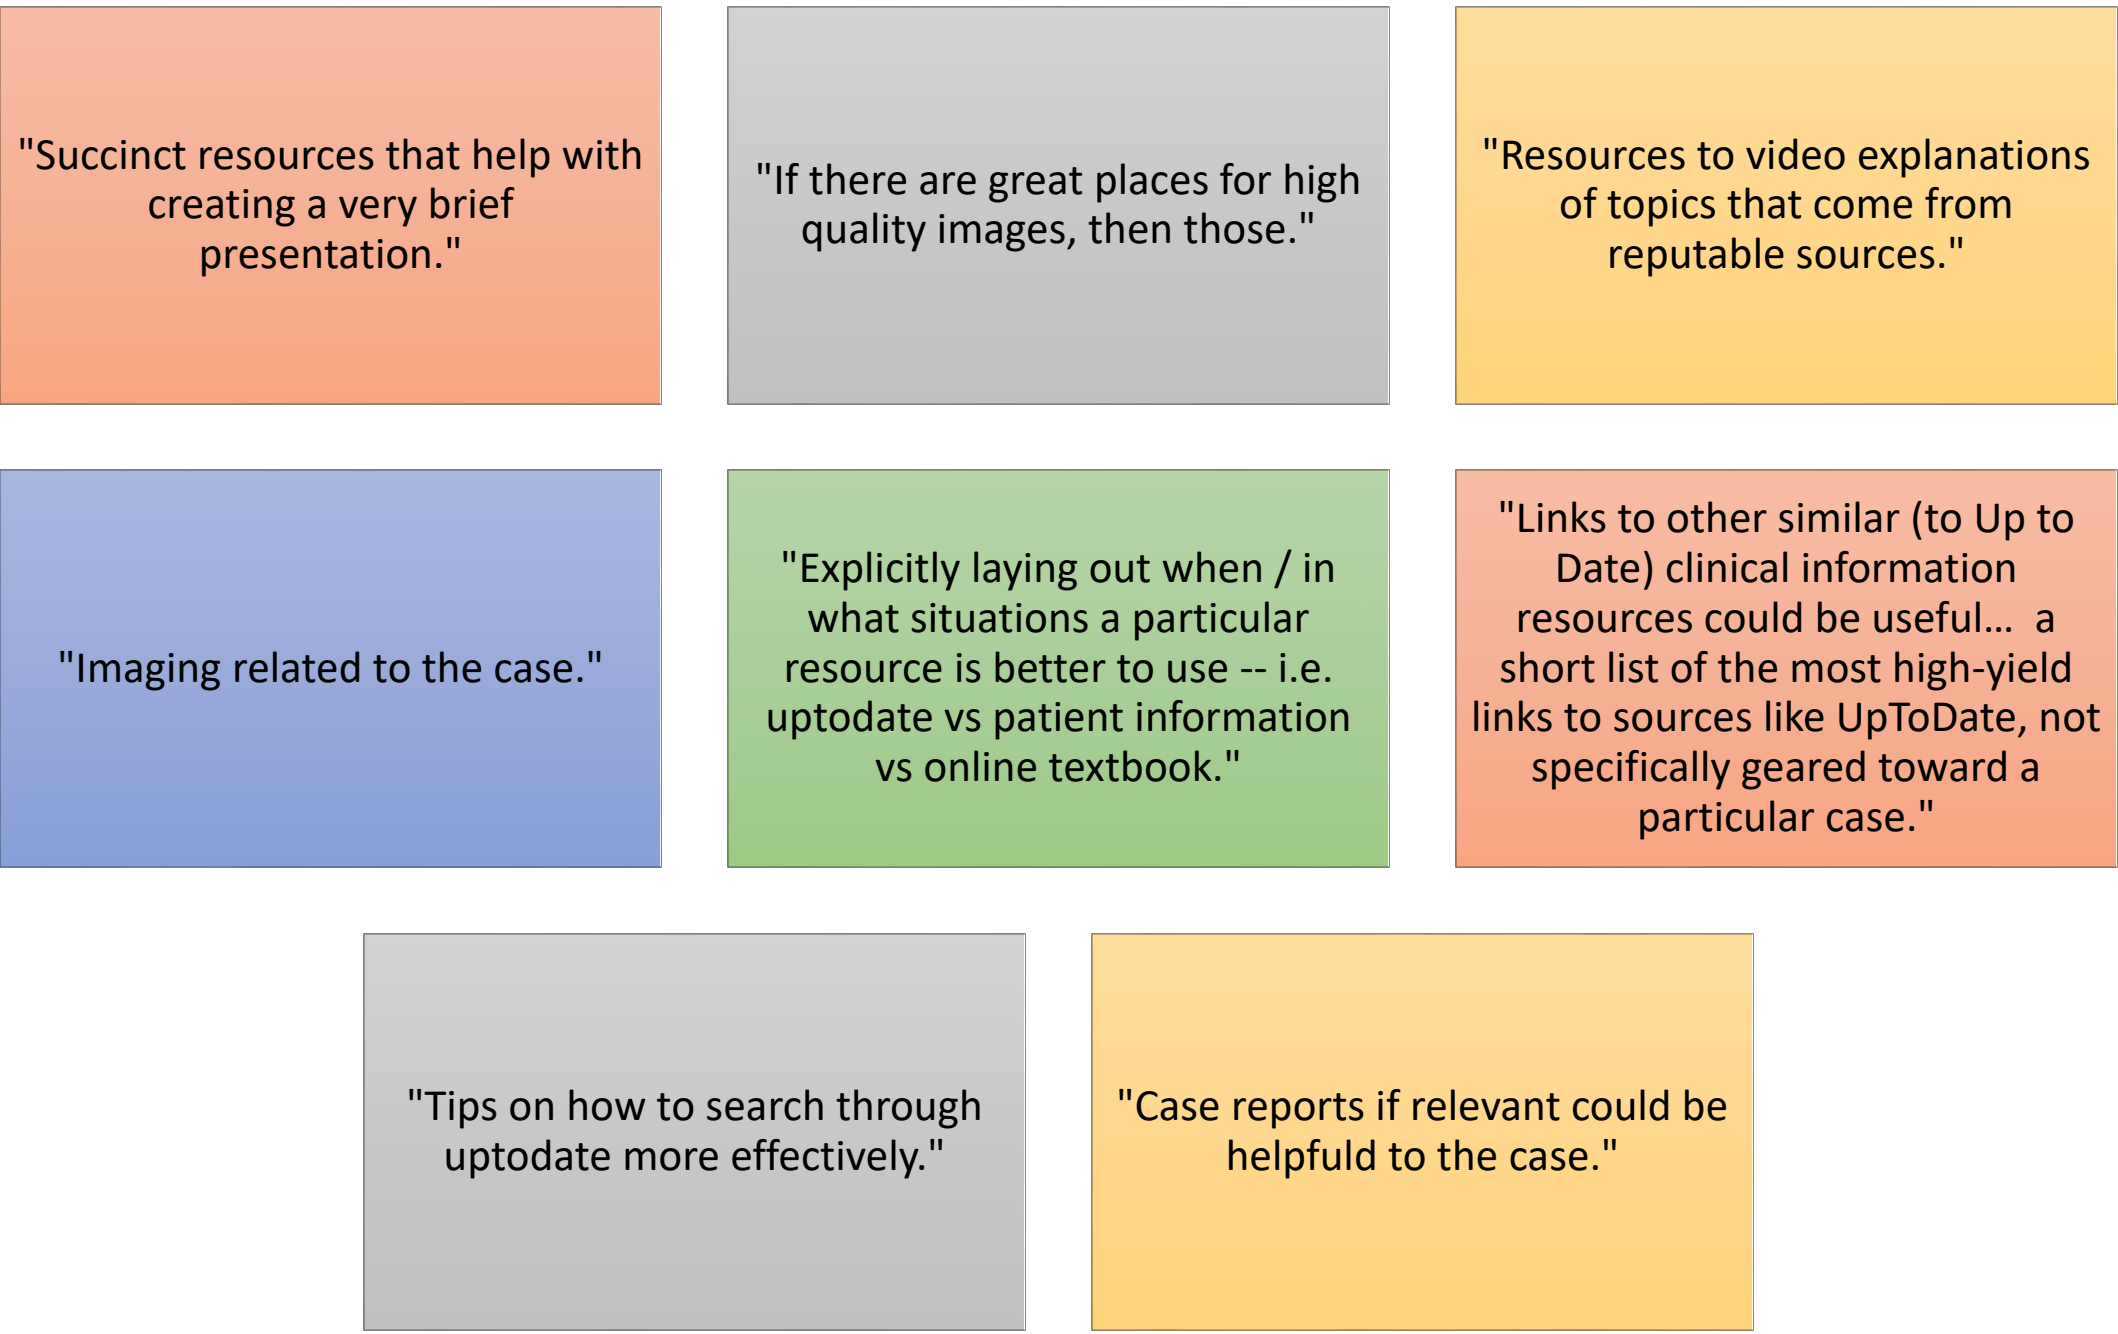 "Succinct resources that help with
creating a very brief
presentation."
"If there are great places for high
quality images, then those."
"Resources to video explanations
of topics that come from
reputable sources."
"Imaging related to the case."
"Explicitly laying out when / in
what situations a particular
resource is better to use -- i.e.
uptodate vs patient information
vs online textbook."
"Links to other similar (to Up to
Date) clinical information
resources could be useful…  a
short list of the most high-yield
links to sources like UpToDate, not
specifically geared toward a
particular case."
"Tips on how to search through
uptodate more effectively."
"Case reports if relevant could be
helpfuld to the case."